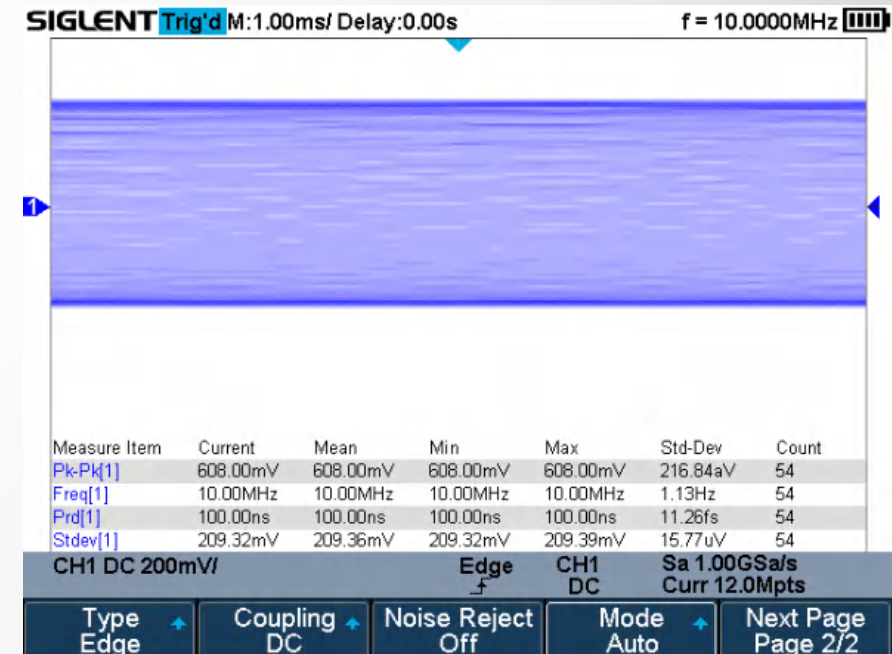 SIGLENT Trig'd M:1.00ms/ Delay:0.00s f = 10.0000MHz
1
Measure Item Current Mean Min Max Std-Dev Count
Pk-Pk[1] 608.00mV 608.00mV 608.00mV 608.00mV 216.84aV 54
Freq[1] 10.00MHz 10.00MHz 10.00MHz 10.00MHz 1.13Hz 54
Prd[1] 100.00ns 100.00ns 100.00ns 100.00ns 11.26fs 54
Stdev[1] 209.32mV 209.36mV 209.32mV 209.39mV 15.77uV 54
CH1 DC 200mV/ Edge CH1 Sa 1.00GSa/s
DC Curr 12.0Mpts
Type Coupling Noise Reject Mode Next Page
Edge DC Off Auto Page 2/2